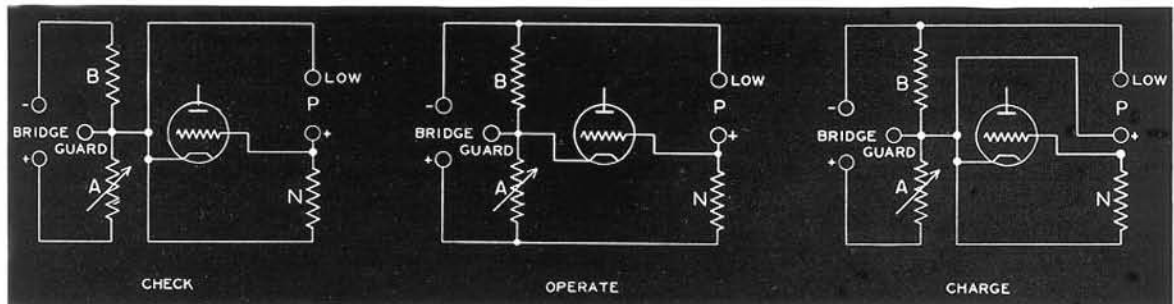 B
LOW
P
-
+
BRIDGE
GUARD
+
A
N
CHECK
B
LOW
P
-
+
BRIDGE
GUARD
+
A
N
OPERATE
B
LOW
P
-
+
BRIDGE
GUARD
+
A
N
CHARGE